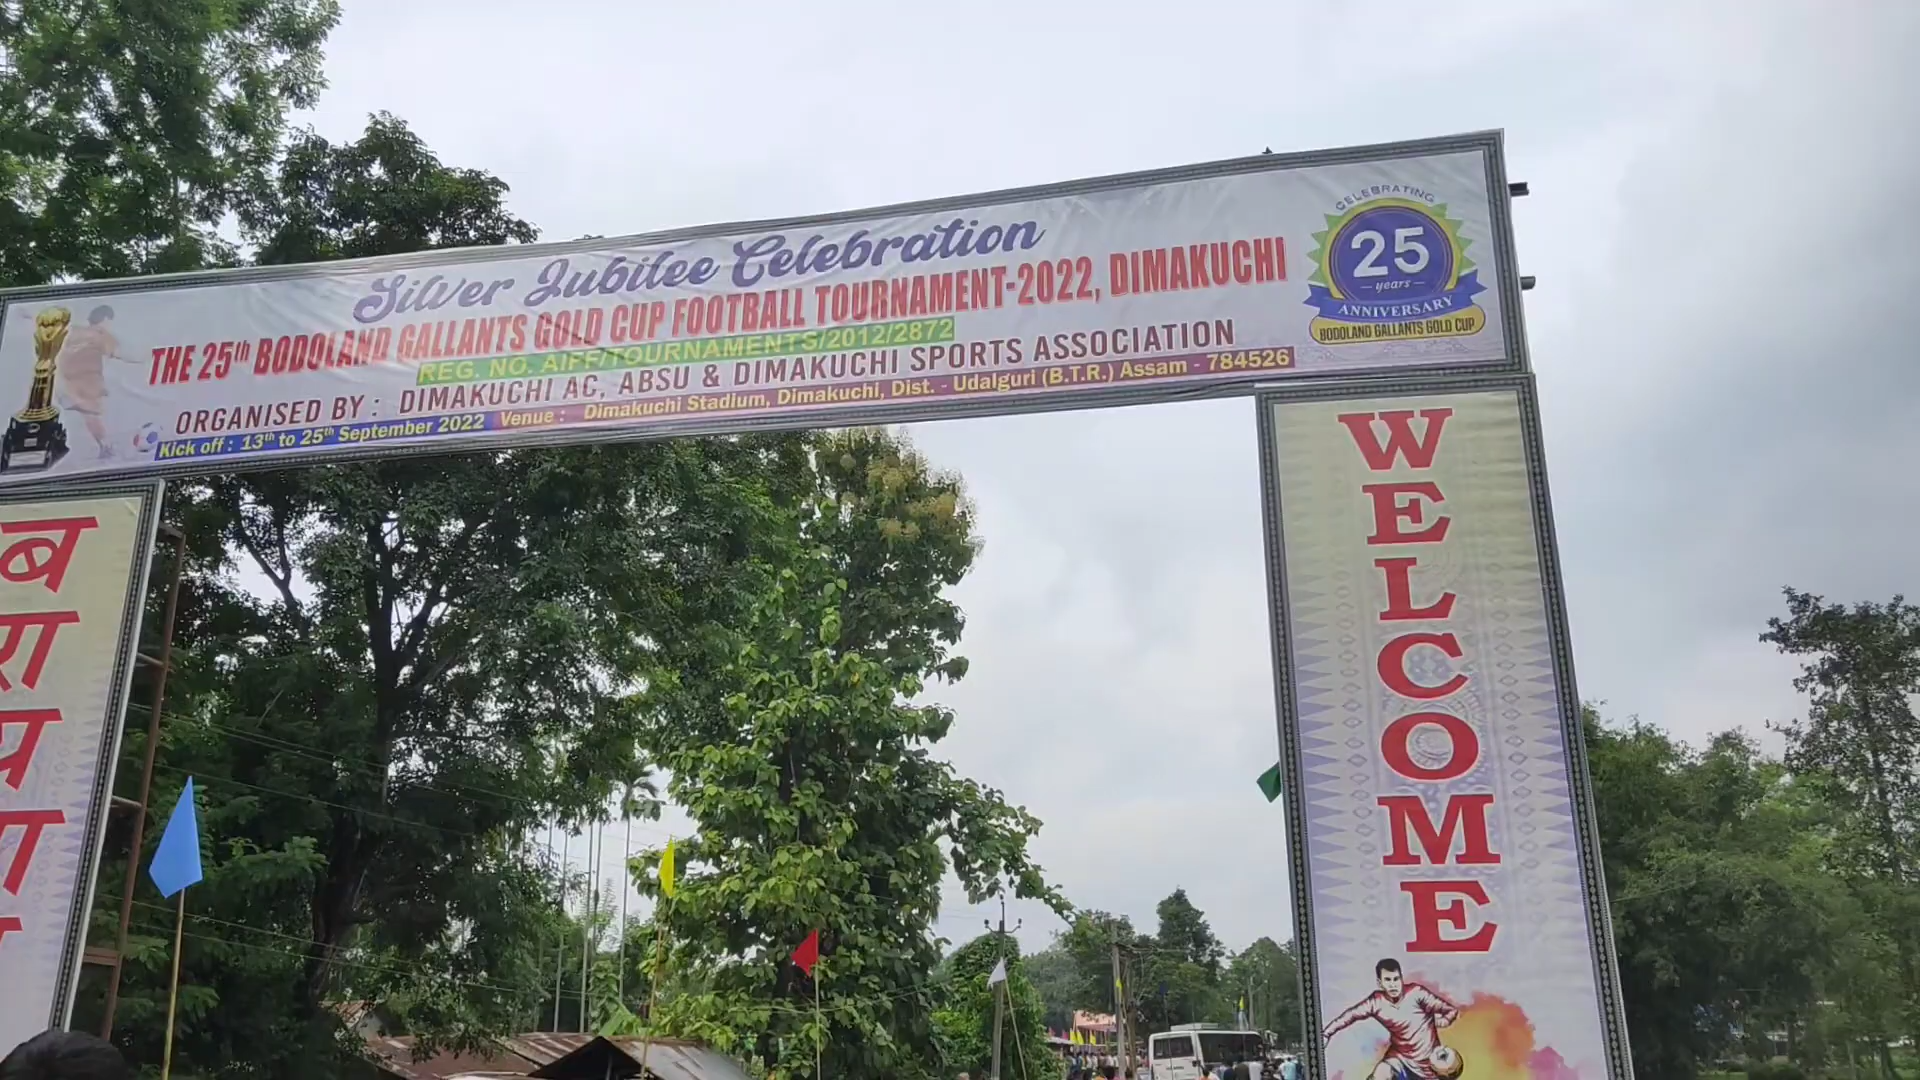 Silver Jubilee Celebration
THE 25th BODOLAND GALLANTS GOLD CUP FOOTBALL TOURNAMENT-2022, DIMAKUCHI
REG. NO. AIFF/TOURNAMENTS/2012/2872
ORGANISED BY : DIMAKUCHI AC, ABSU & DIMAKUCHI SPORTS ASSOCIATION
Kick off : 13th to 25th September 2022 Venue : Dimakuchi Stadium, Dimakuchi, Dist. - Udalguri (B.T.R.) Assam - 784526
CELEBRATING
25
years
ANNIVERSARY
BODOLAND GALLANTS GOLD CUP
ब
रा
य
W
E
L
C
O
M
E